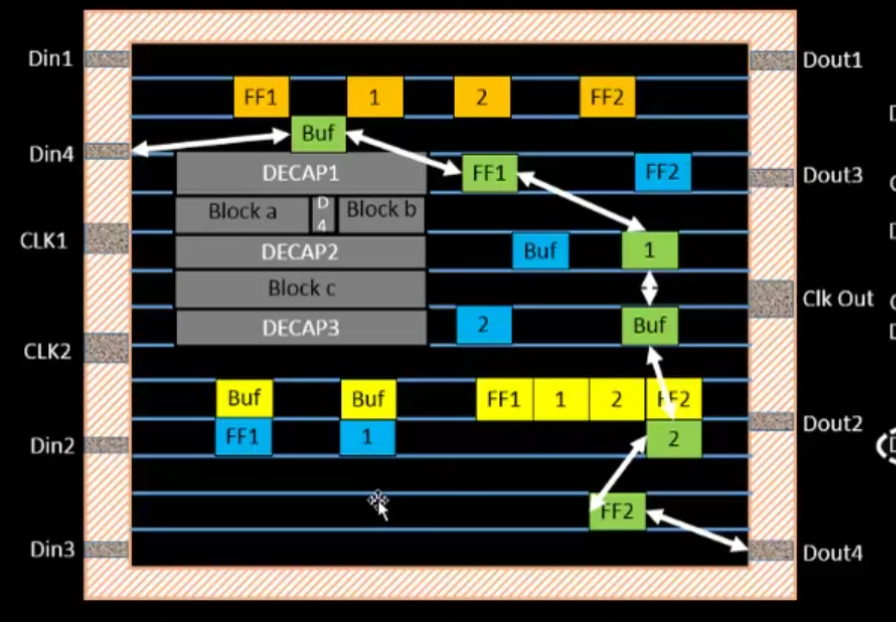 Din1
Dout1
FF1 1 2 FF2
Buf
Din4
DECAP1
FF1
FF2
Dout3
Block a
D
4
Block b
CLK1
DECAP2
Buf
1
Block c
Clk Out
DECAP3
2
Buf
CLK2
Buf
Buf
FF1 1 2 FF2
Dout2
FF1
1
2
Din2
FF2
Din3
Dout4